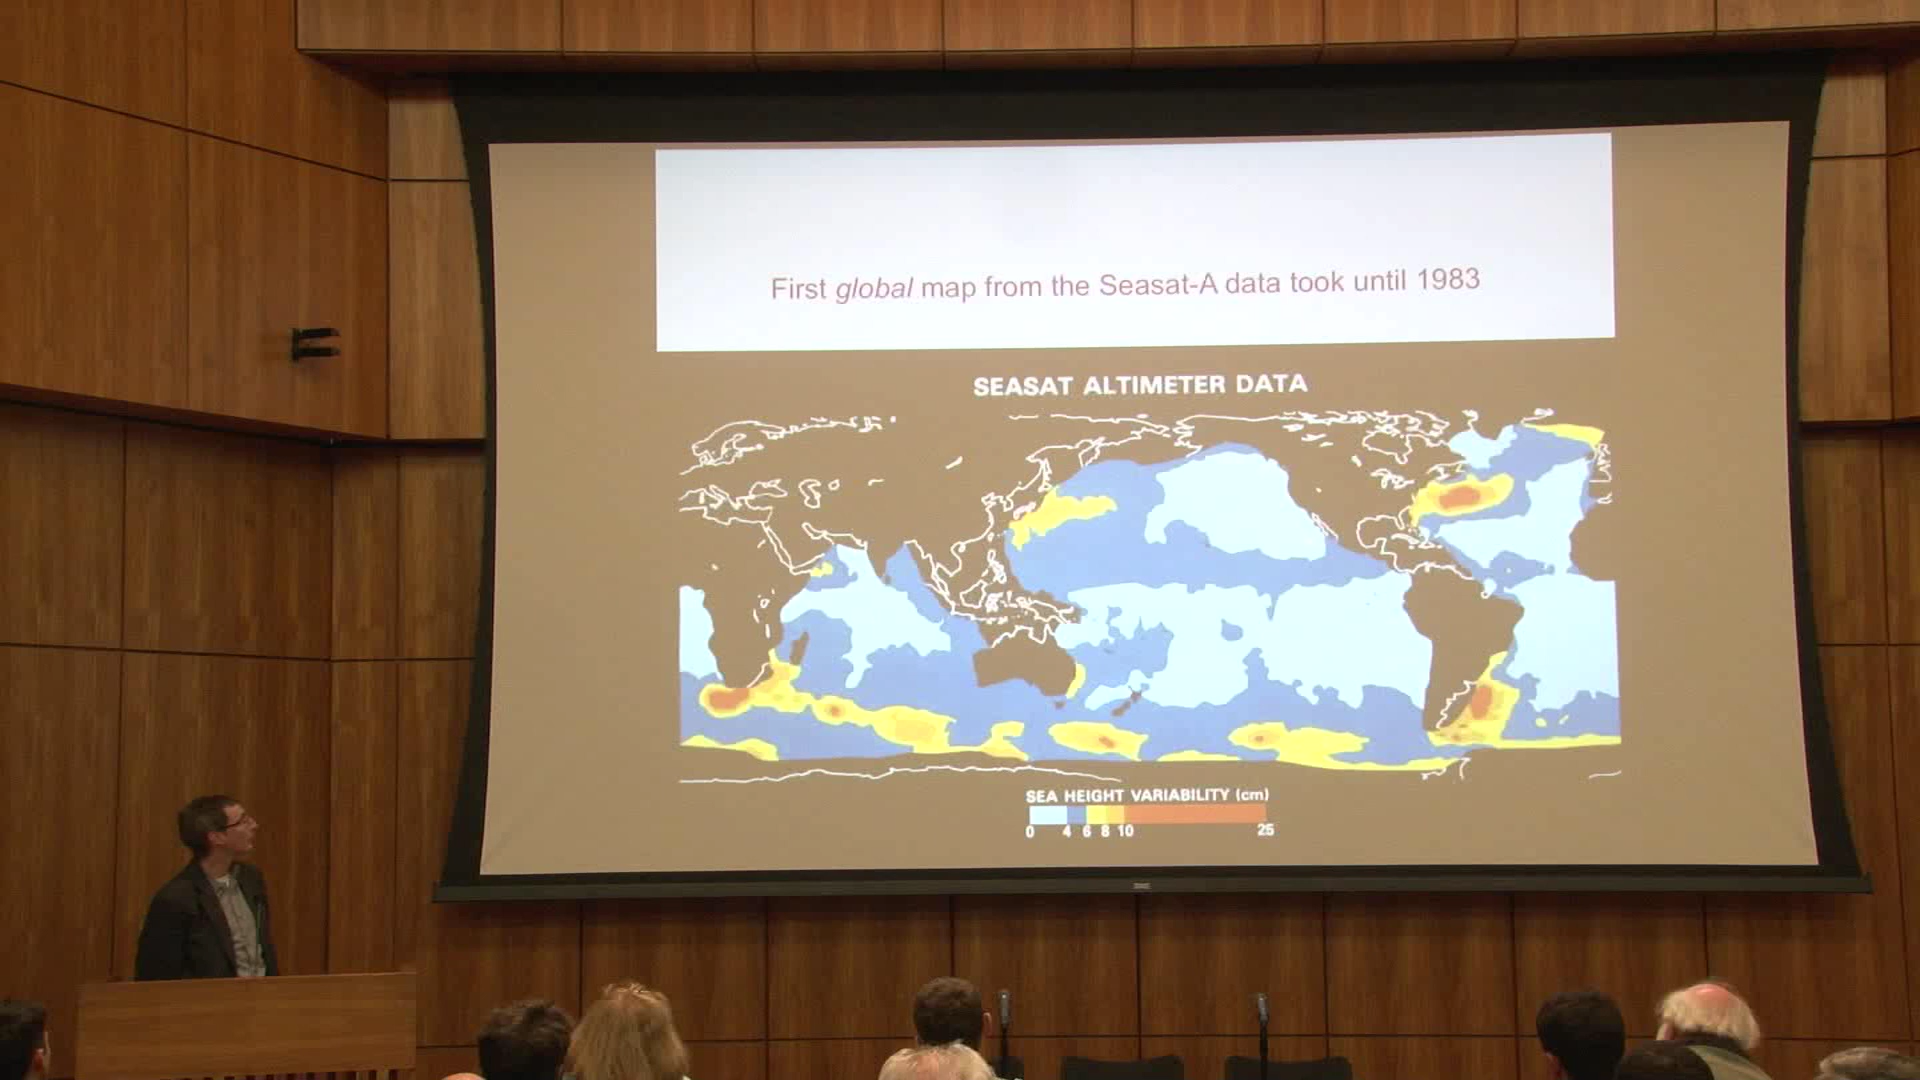 First global map from the Seasat-A data took until 1983
SEASAT ALTIMETER DATA
SEA HEIGHT VARIABILITY (cm)
0 4 6 8 10 25